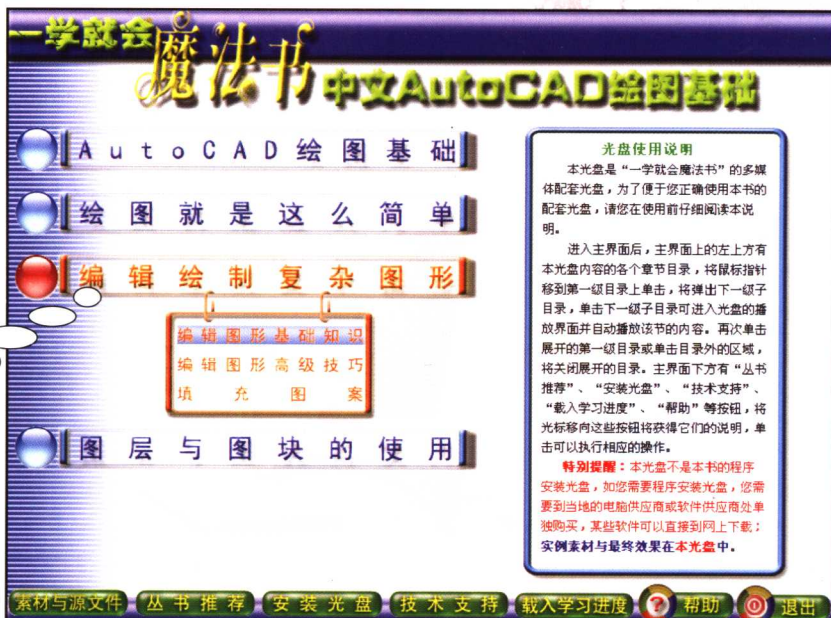 一学就会
魔法书
中文AutoCAD绘图基础
AutoCAD绘图基础
绘图就是这么简单
编辑绘制复杂图形
编辑图形基础知识
编辑图形高级技巧
填充图案
图层与图块的使用
光盘使用说明
本光盘是“一学就会魔法书”的多媒
体配套光盘，为了便于您正确使用本书的
配套光盘，请您在使用前仔细阅读本说
明。
进入主界面后，主界面上的左上方有
本光盘内容的各个章节目录，将鼠标指针
移到第一级目录上单击，将弹出下一级子
目录，单击下一级子目录可进入光盘的播
放界面并自动播放该节的内容。再次单击
展开的第一级目录或单击目录外的区域，
将关闭展开的目录。主界面下方有“丛书
推荐”、“安装光盘”、“技术支持”、
“载入学习进度”、“帮助”等按钮，将
光标移向这些按钮将获得它们的说明，单
击可以执行相应的操作。
特别提醒：本光盘不是本书的程序
安装光盘，如您需要程序安装光盘，您需
要到当地的电脑供应商或软件供应商处单
独购买，某些软件可以直接到网上下载；
实例素材与最终效果在本光盘中。
素材与源文件 丛书推荐 安装光盘 技术支持 载入学习进度 ? 帮助 退出